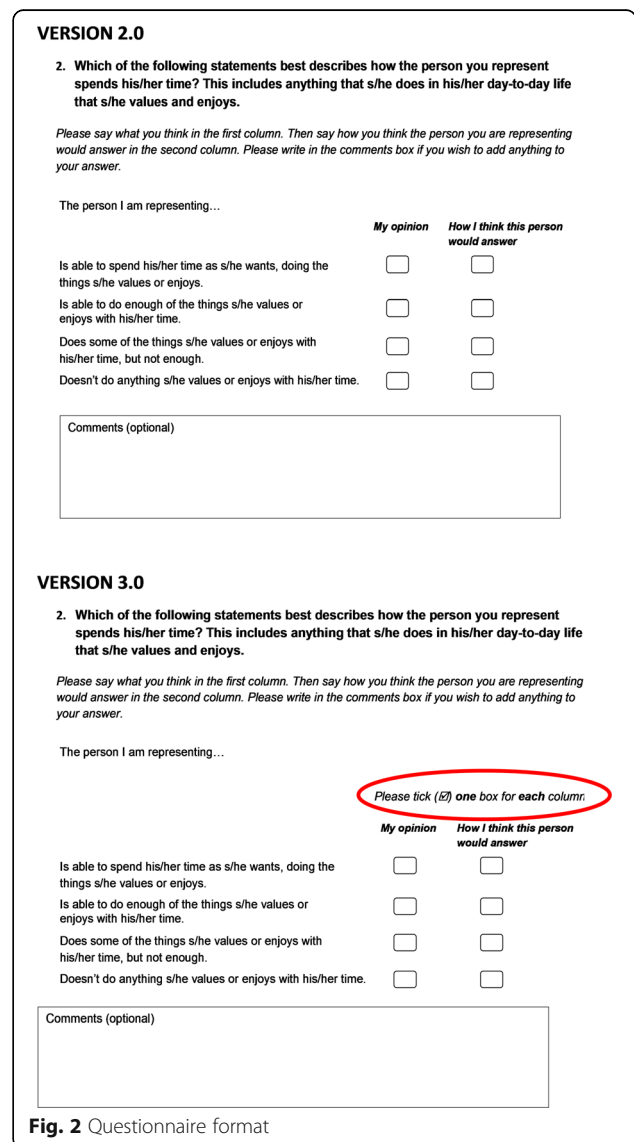 VERSION 2.0
2. Which of the following statements best describes how the person you represent
spends his/her time? This includes anything that s/he does in his/her day-to-day life
that s/he values and enjoys.
Please say what you think in the first column. Then say how you think the person you are representing
would answer in the second column. Please write in the comments box if you wish to add anything to
your answer.
The person I am representing…
My opinion How I think this person
would answer
Is able to spend his/her time as s/he wants, doing the
things s/he values or enjoys.
Is able to do enough of the things s/he values or
enjoys with his/her time.
Does some of the things s/he values or enjoys with
his/her time, but not enough.
Doesn't do anything s/he values or enjoys with his/her time.
Comments (optional)
VERSION 3.0
2. Which of the following statements best describes how the person you represent
spends his/her time? This includes anything that s/he does in his/her day-to-day life
that s/he values and enjoys.
Please say what you think in the first column. Then say how you think the person you are representing
would answer in the second column. Please write in the comments box if you wish to add anything to
your answer.
The person I am representing…
Please tick (☑) one box for each column
My opinion How I think this person
would answer
Is able to spend his/her time as s/he wants, doing the
things s/he values or enjoys.
Is able to do enough of the things s/he values or
enjoys with his/her time.
Does some of the things s/he values or enjoys with
his/her time, but not enough.
Doesn't do anything s/he values or enjoys with his/her time.
Comments (optional)
Fig. 2 Questionnaire format